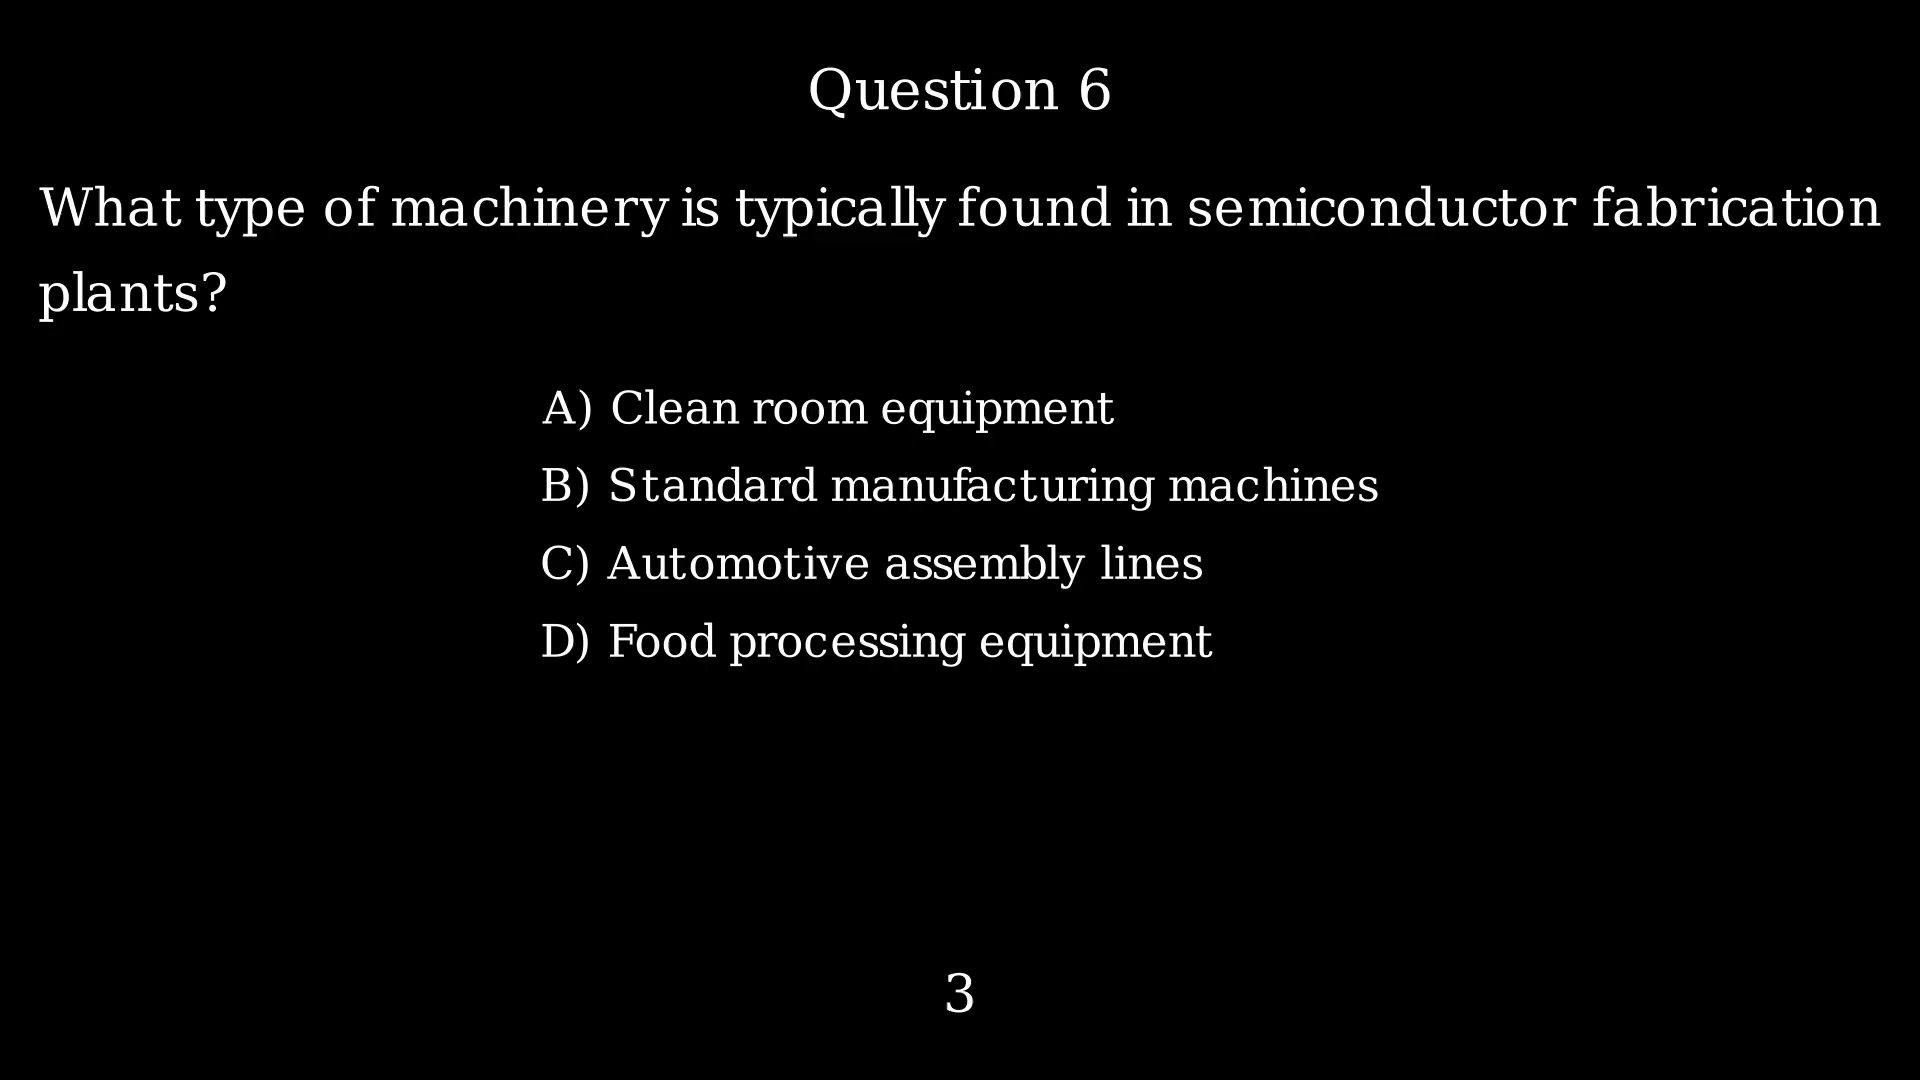 Question 6
What type of machinery is typically found in semiconductor fabrication
plants?
A) Clean room equipment
B) Standard manufacturing machines
C) Automotive assembly lines
D) Food processing equipment
3